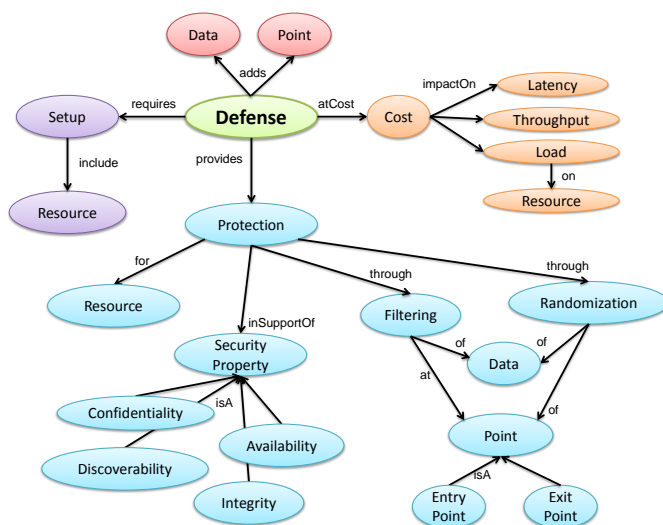 Data
Point
adds
impactOn
Latency
requires
atCost
Setup
Defense
Cost
Throughput
include
provides
Load
on
Resource
Resource
Protection
for
through
through
Resource
Filtering
Randomization
inSupportOf
Security
Property
of
of
Data
at
Confidentiality
isA
of
Availability
Point
Discoverability
isA
Integrity
Entry
Point
Exit
Point